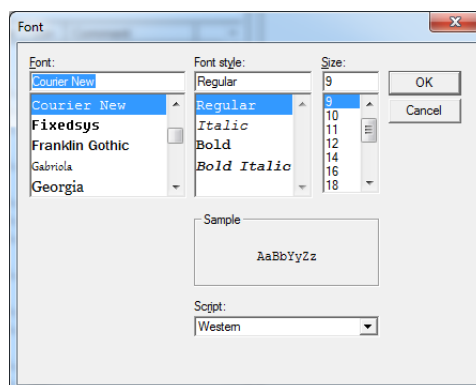 Font
Font:
Courier New
Courier New
Fixedsys
Franklin Gothic
Gabriola
Georgia
Font style:
Regular
Regular
Italic
Bold
Bold Italic
Size:
9
9
10
11
12
14
16
18
OK
Cancel
Sample
AaBbYyZz
Script:
Western